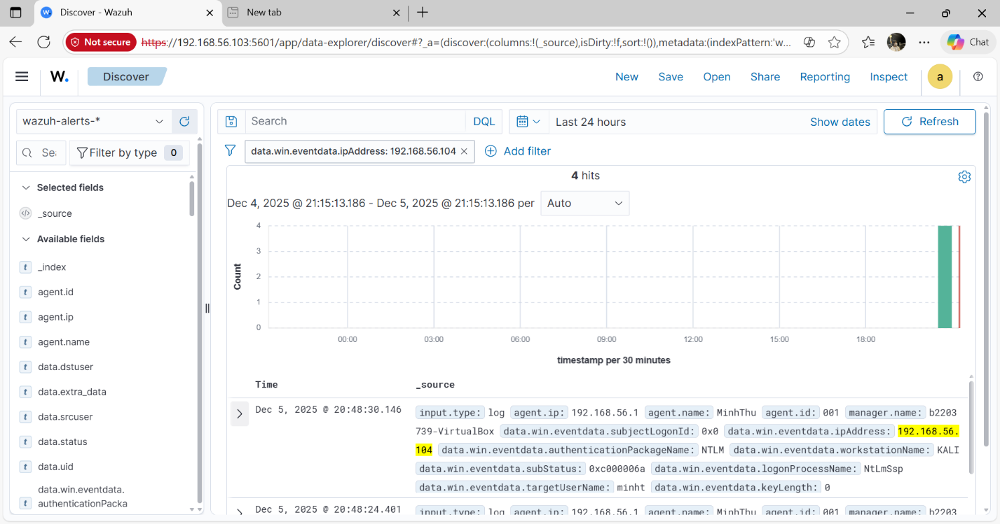 Discover - Wazuh
New tab
Not secure https://192.168.56.103:5601/app/data-explorer/discover#?_a=(discover:(columns:!(_source),isDirty:!f,sort:!()),metadata:(indexPattern:'w...
Chat
W. Discover New Save Open Share Reporting Inspect a
wazuh-alerts-*
Search DQL Last 24 hours Show dates Refresh
Sea Filter by type 0
data.win.eventdata.ipAddress: 192.168.56.104 Add filter
Selected fields
_source
Available fields
_index
agent.id
agent.ip
agent.name
data.dstuser
data.extra_data
data.srcuser
data.status
data.uid
data.win.eventdata.
authenticationPacka
4 hits
Dec 4, 2025 @ 21:15:13.186 - Dec 5, 2025 @ 21:15:13.186 per Auto
Count
4
3
2
1
0
00:00 03:00 06:00 09:00 12:00 15:00 18:00
timestamp per 30 minutes
Time _source
Dec 5, 2025 @ 20:48:30.146 input.type: log agent.ip: 192.168.56.1 agent.name: MinhThu agent.id: 001 manager.name: b2203
739-VirtualBox data.win.eventdata.subjectLogonId: 0x0 data.win.eventdata.ipAddress: 192.168.56.
104 data.win.eventdata.authenticationPackageName: NTLM data.win.eventdata.workstationName: KALI
data.win.eventdata.subStatus: 0xc000006a data.win.eventdata.logonProcessName: NtLmSsp
data.win.eventdata.targetUserName: minht data.win.eventdata.keyLength: 0
Dec 5, 2025 @ 20:48:24.401 input.type: log agent.ip: 192.168.56.1 agent.name: MinhThu agent.id: 001 manager.name: b2203